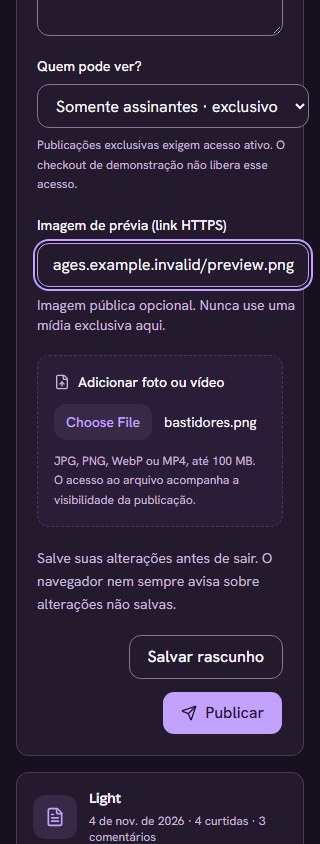 Quem pode ver?
Somente assinantes · exclusivo
Publicações exclusivas exigem acesso ativo. O
checkout de demonstração não libera esse
acesso.
Imagem de prévia (link HTTPS)
ages.example.invalid/preview.png
Imagem pública opcional. Nunca use uma
mídia exclusiva aqui.
Adicionar foto ou vídeo
Choose File bastidores.png
JPG, PNG, WebP ou MP4, até 100 MB.
O acesso ao arquivo acompanha a
visibilidade da publicação.
Salve suas alterações antes de sair. O
navegador nem sempre avisa sobre
alterações não salvas.
Salvar rascunho
Publicar
Light
4 de nov. de 2026 · 4 curtidas · 3
comentários